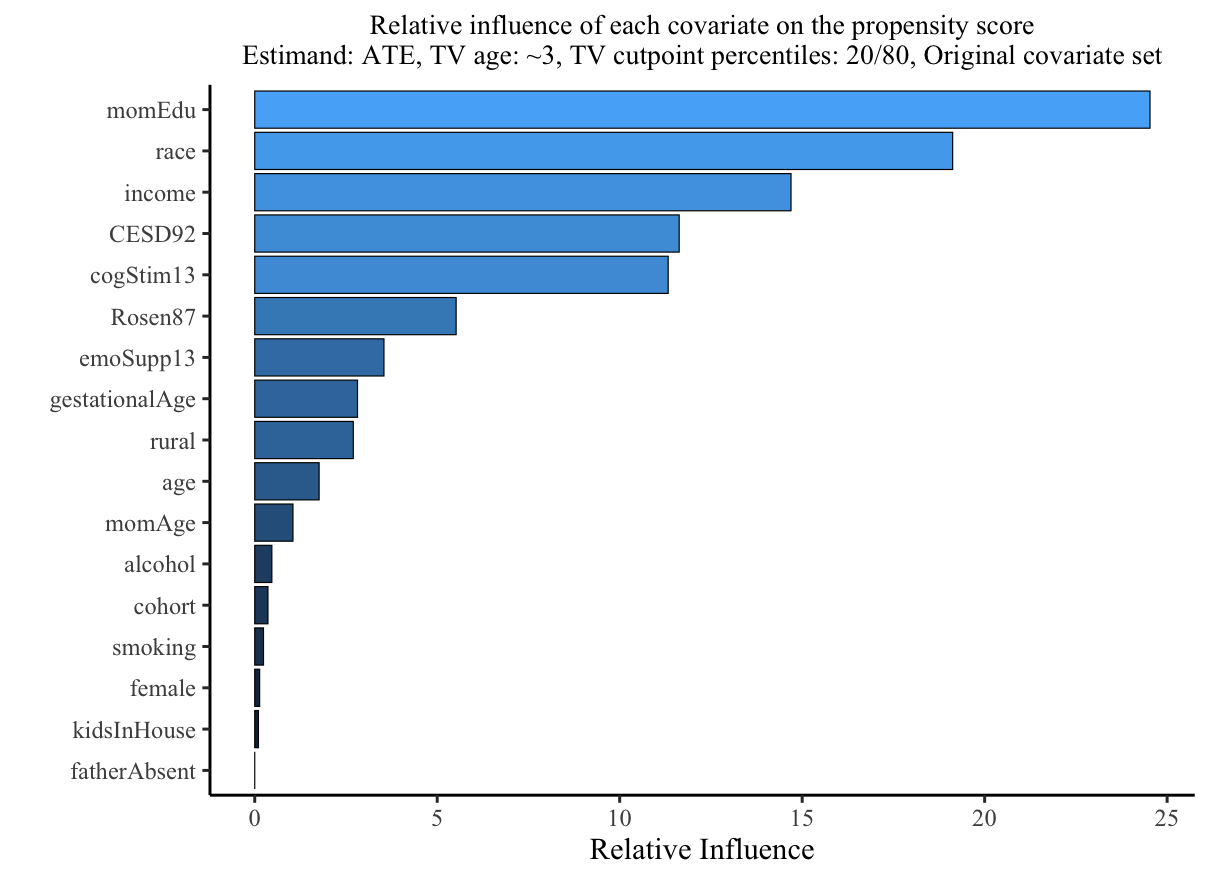 Relative influence of each covariate on the propensity score
Estimand: ATE, TV age: ~3, TV cutpoint percentiles: 20/80, Original covariate set
momEdu
race
income
CESD92
cogStim13
Rosen87
emoSupp13
gestationalAge
rural
age
momAge
alcohol
cohort
smoking
female
kidsInHouse
fatherAbsent
0 5 10 15 20 25
Relative Influence